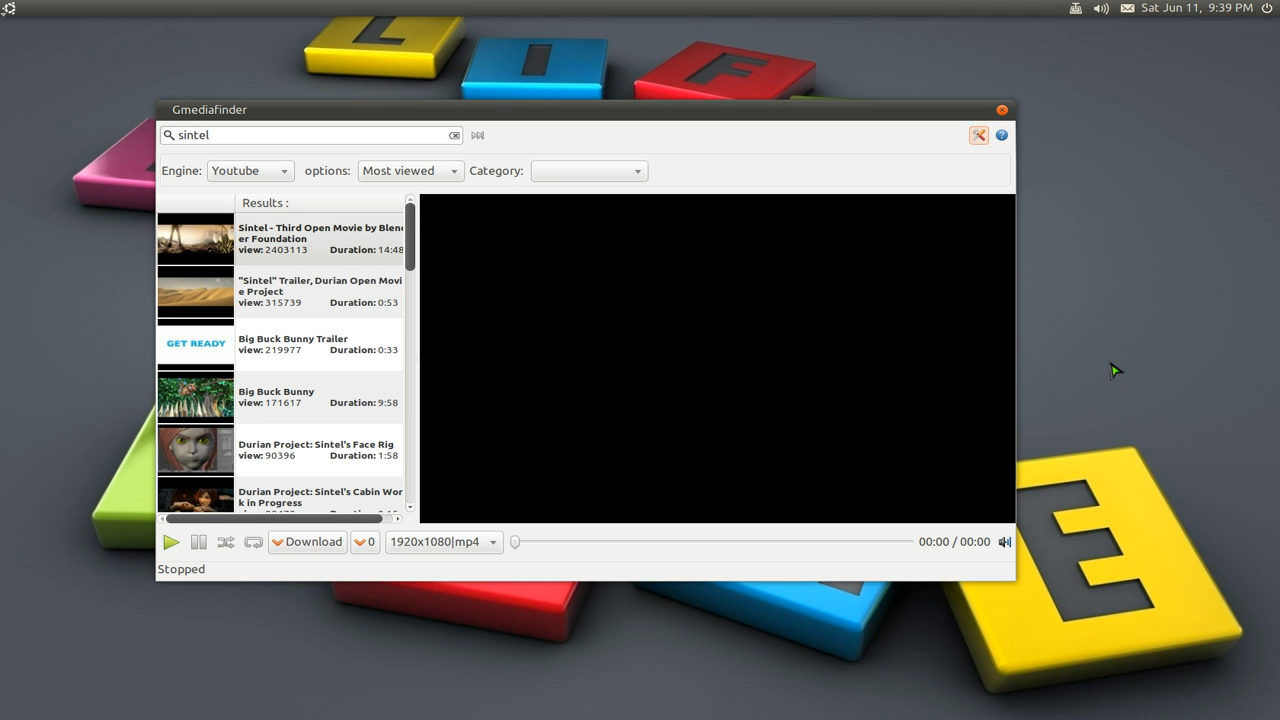 Sat Jun 11, 9:39 PM
L I F
Gmediafinder
sintel
Engine: Youtube options: Most viewed Category:
Results :
Sintel - Third Open Movie by Blen
er Foundation
view: 2403113 Duration: 14:48
"Sintel" Trailer, Durian Open Movi
e Project
view: 315739 Duration: 0:53
GET READY
Big Buck Bunny Trailer
view: 219977 Duration: 0:33
Big Buck Bunny
view: 171617 Duration: 9:58
Durian Project: Sintel's Face Rig
view: 90396 Duration: 1:58
Durian Project: Sintel's Cabin Wor
k in Progress
E
Download 0 1920x1080|mp4 00:00 / 00:00
Stopped